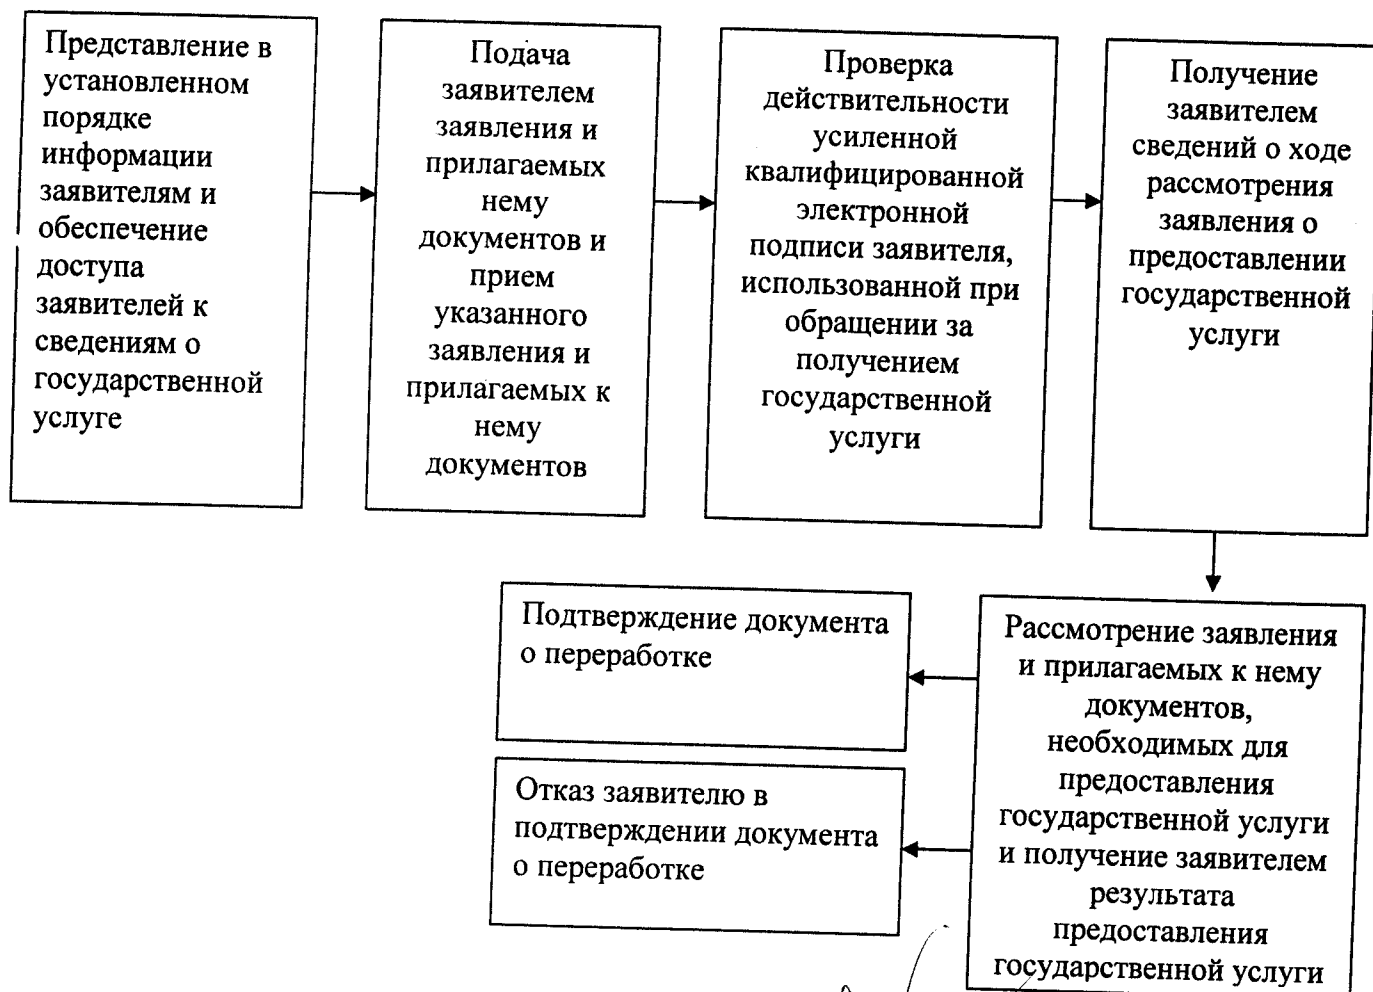 Представление в
установленном
порядке
информации
заявителям и
обеспечение
доступа
заявителей к
сведениям о
государственной
услуге
Подача
заявителем
заявления и
прилагаемых
нему
документов и
прием
указанного
заявления и
прилагаемых к
нему
документов
Проверка
действительности
усиленной
квалифицированной
электронной
подписи заявителя,
использованной при
обращении за
получением
государственной
услуги
Получение
заявителем
сведений о ходе
рассмотрения
заявления о
предоставлении
государственной
услуги
Подтверждение документа
о переработке
Отказ заявителю в
подтверждении документа
о переработке
Рассмотрение заявления
и прилагаемых к нему
документов,
необходимых для
предоставления
государственной услуги
и получение заявителем
результата
предоставления
государственной услуги